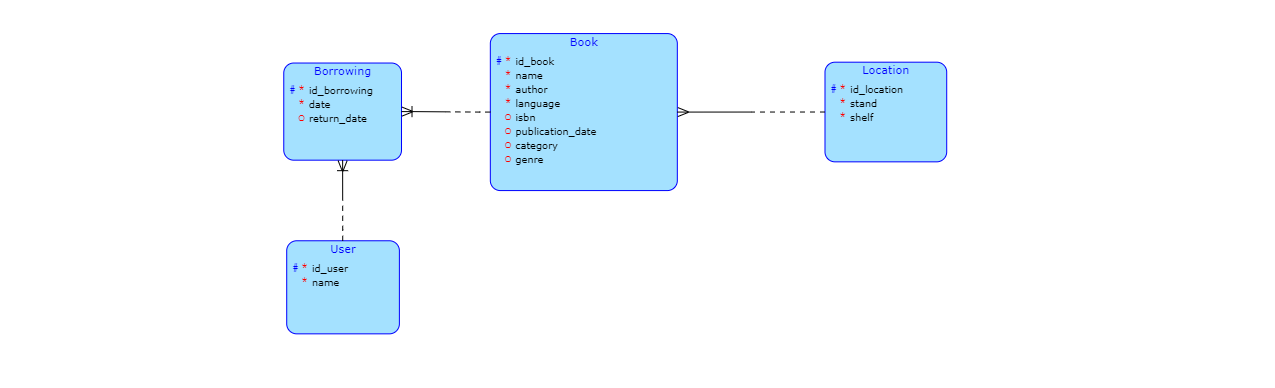 Borrowing
# * id_borrowing
* date
o return_date
Book
# * id_book
* name
* author
* language
o isbn
o publication_date
o category
o genre
Location
# * id_location
* stand
* shelf
User
# * id_user
* name